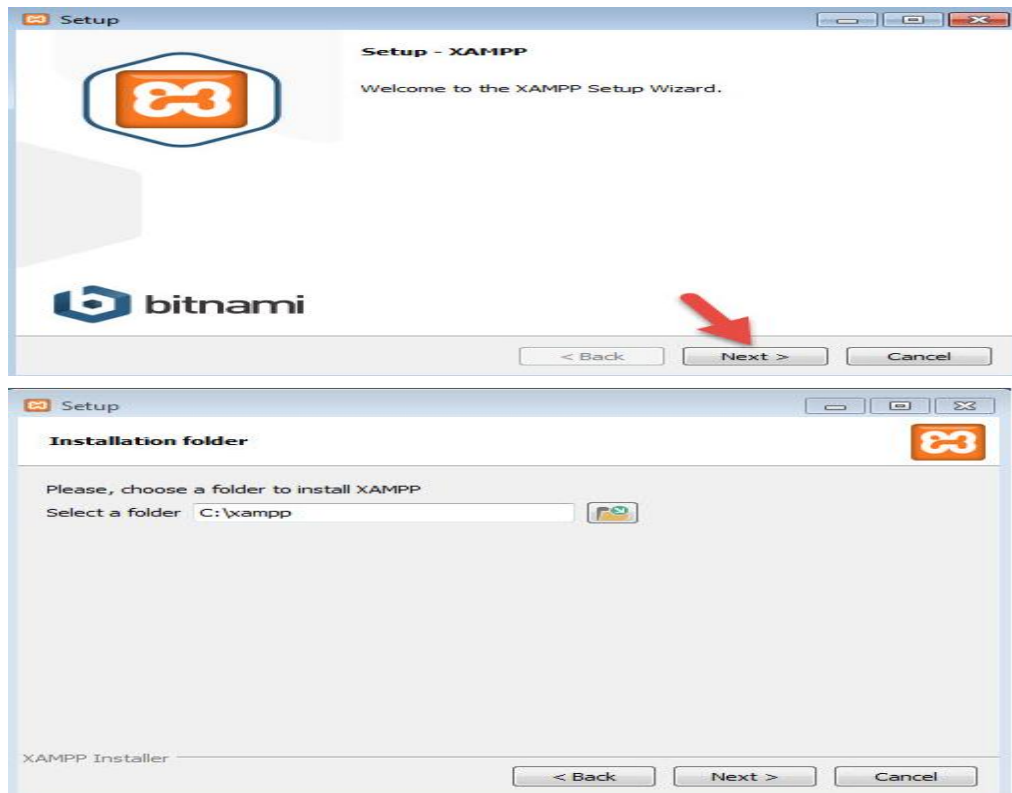 Setup
Setup - XAMPP
Welcome to the XAMPP Setup Wizard.
bitnami
< Back Next > Cancel
Setup
Installation folder
Please, choose a folder to install XAMPP
Select a folder C:\xampp
XAMPP Installer
< Back Next > Cancel